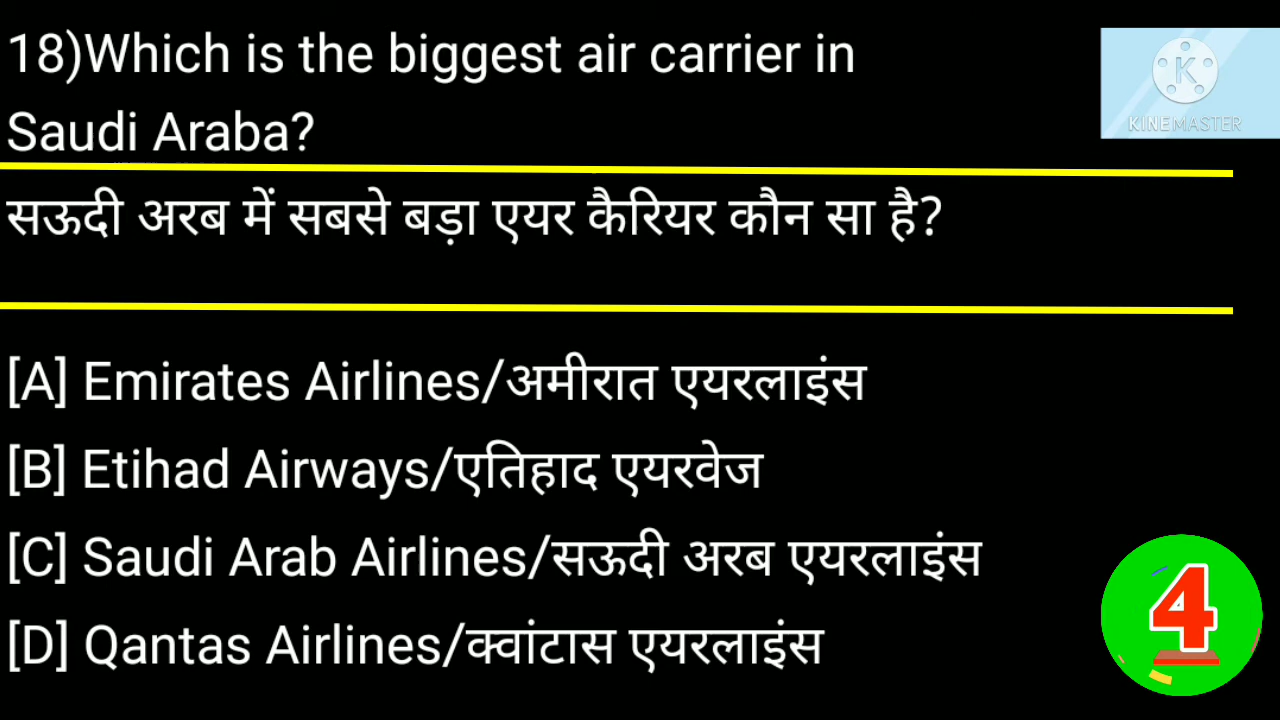 18)Which is the biggest air carrier in
Saudi Araba?
KINEMASTER
सऊदी अरब में सबसे बड़ा एयर कैरियर कौन सा है?
[A] Emirates Airlines/अमीरात एयरलाइंस
[B] Etihad Airways/एतिहाद एयरवेज
[C] Saudi Arab Airlines/सऊदी अरब एयरलाइंस
[D] Qantas Airlines/क्वांटास एयरलाइंस
4